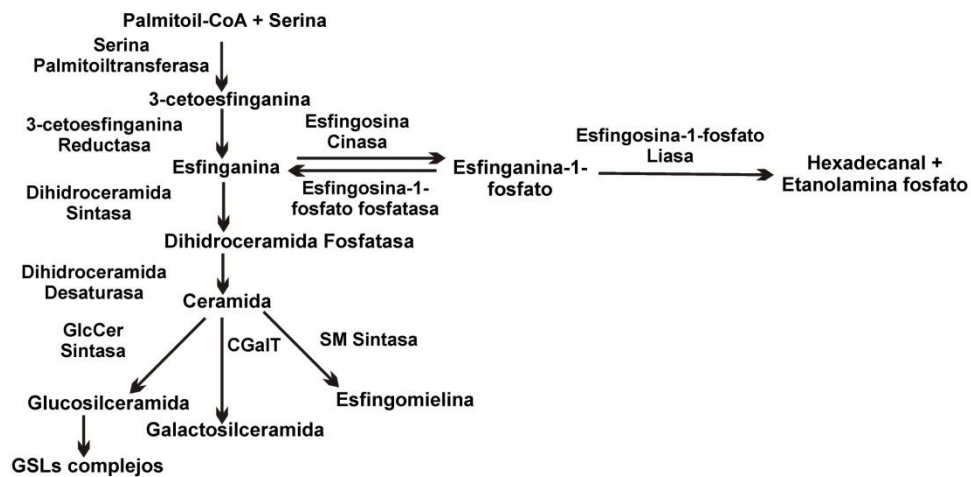 Palmitoil-CoA + Serina
Serina
Palmitoiltransferasa
3-cetoesfinganina
3-cetoesfinganina
Reductasa
Esfingosina
Cinasa
Esfingosina-1-fosfato
Liasa
Esfinganina
Esfinganina-1-
fosfato
Hexadecanal +
Etanolamina fosfato
Esfingosina-1-
fosfato fosfatasa
Dihidroceramida
Sintasa
Dihidroceramida Fosfatasa
Dihidroceramida
Desaturasa
Ceramida
GlcCer
Sintasa
CGalT
SM Sintasa
Glucosilceramida
Galactosilceramida
Esfingomielina
GSLs complejos